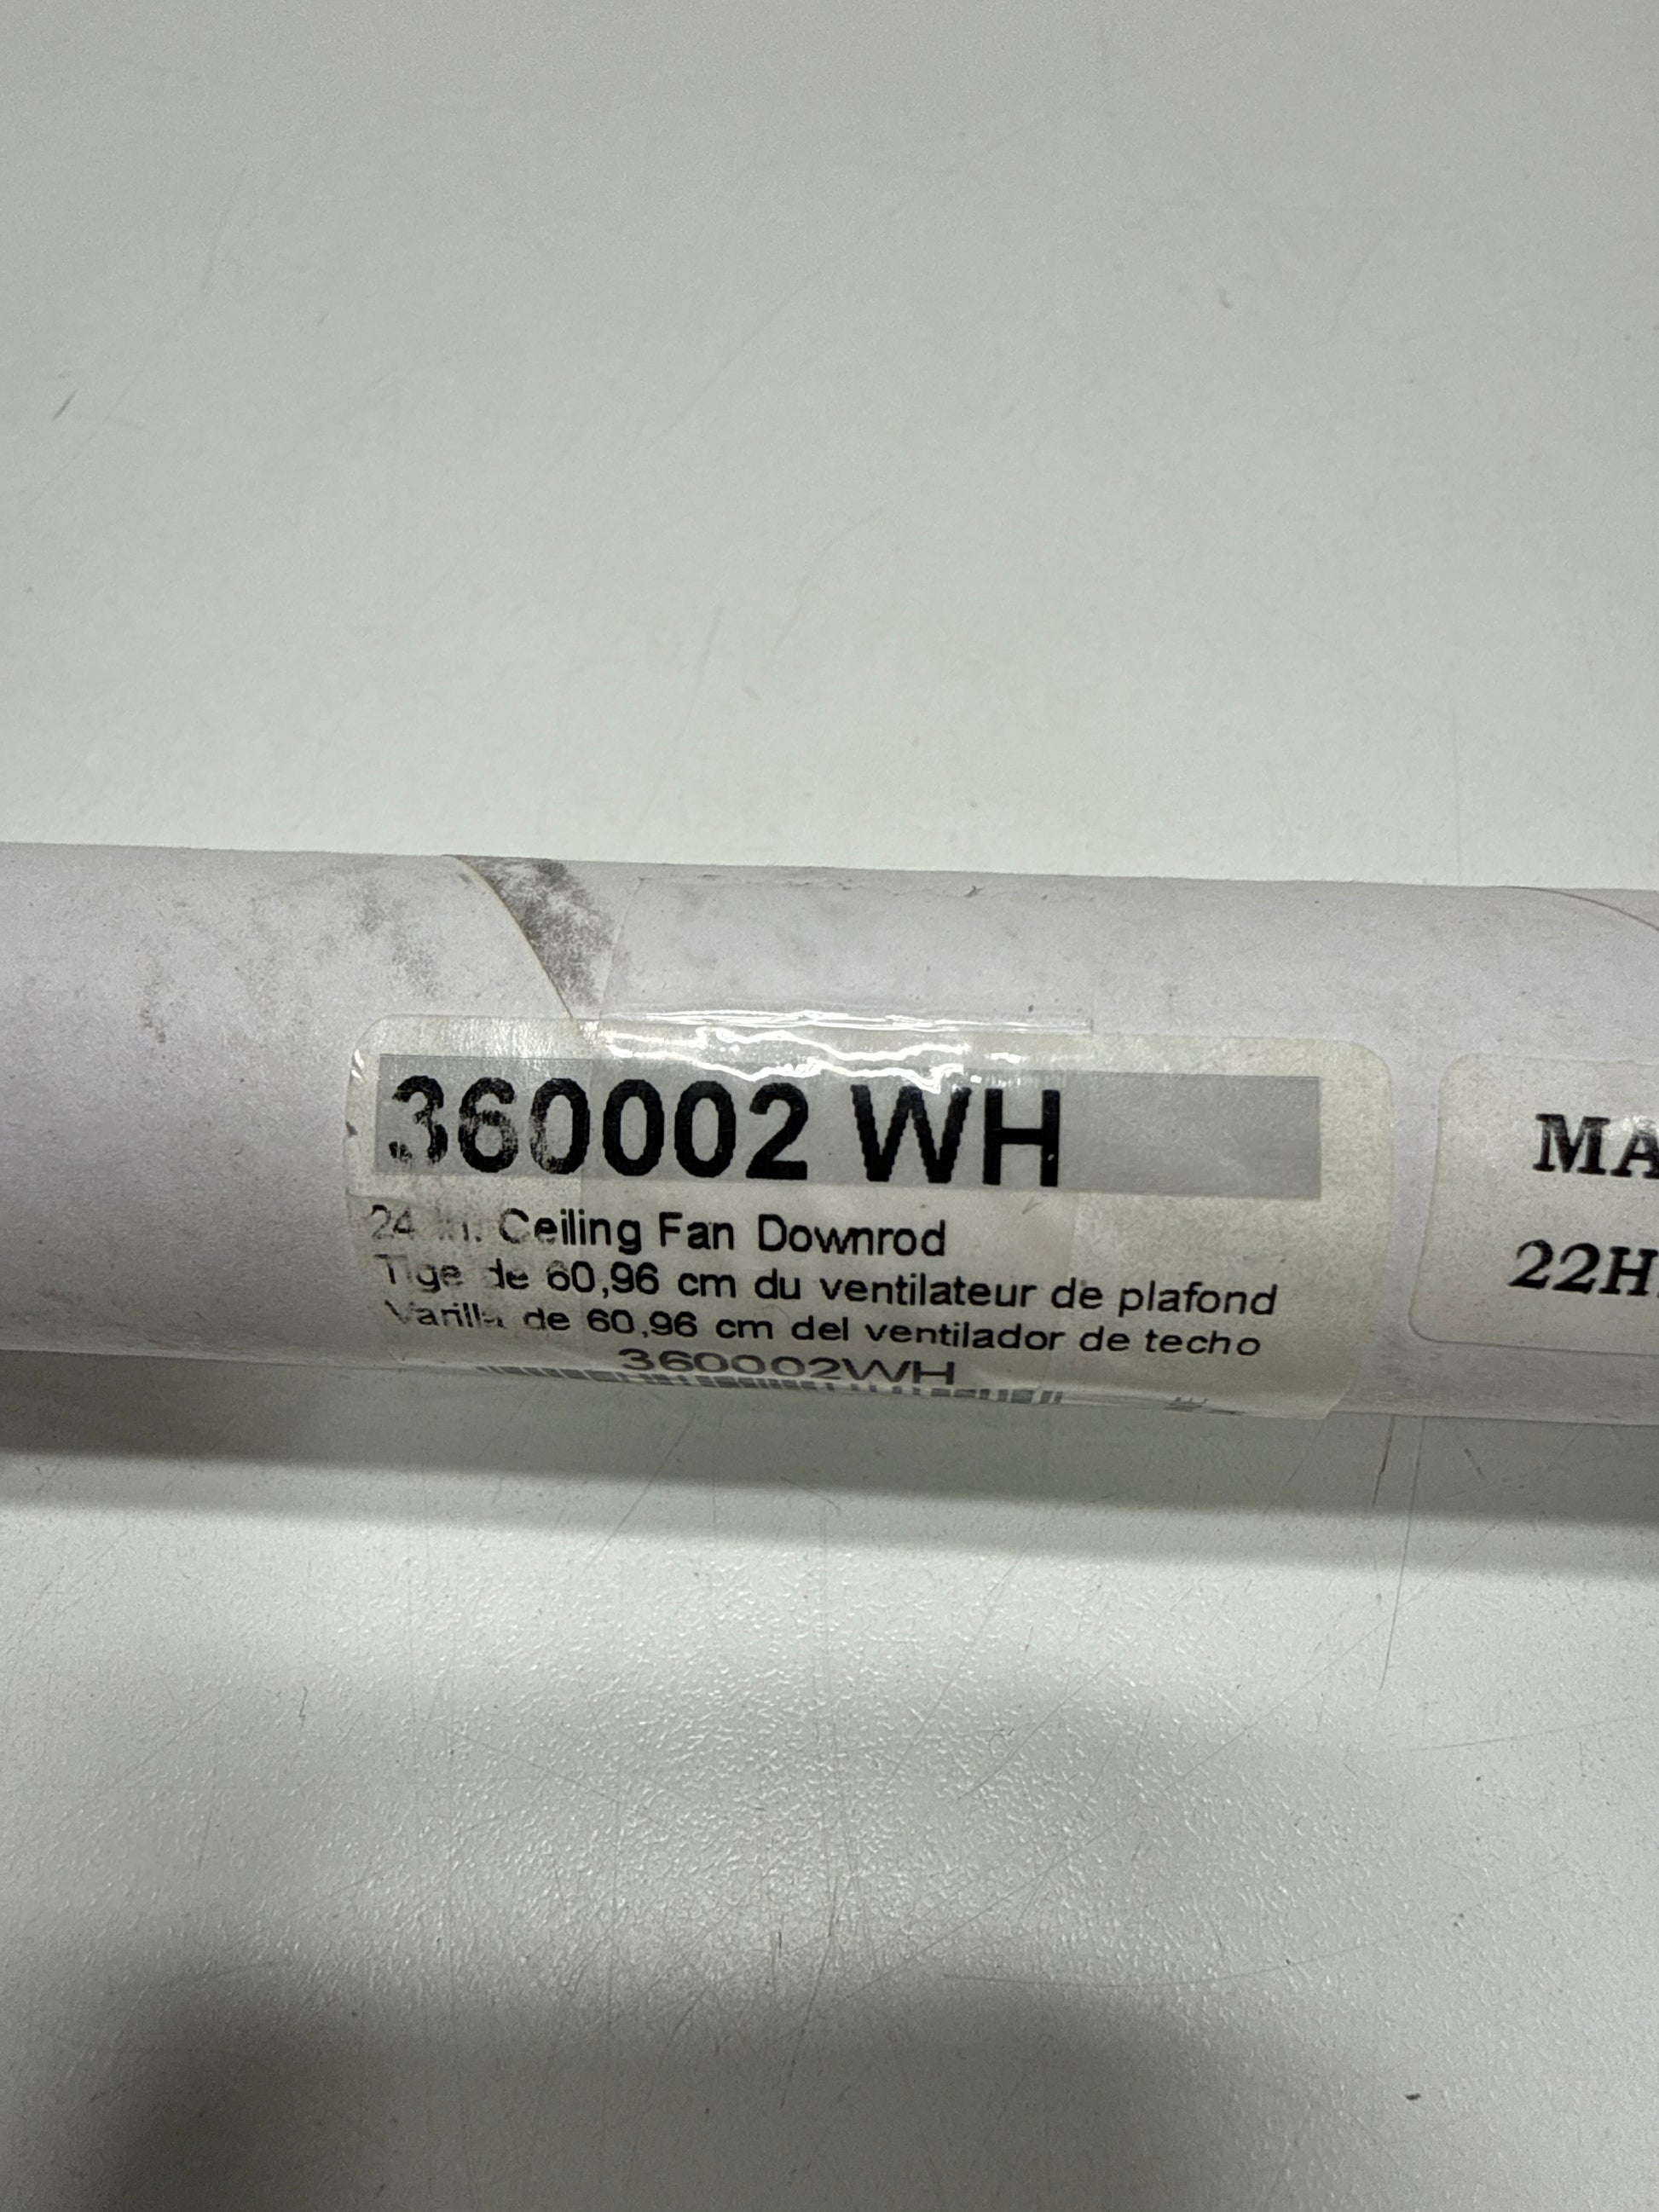 360002 WH
24 in. Ceiling Fan Downrod
Tige de 60,96 cm du ventilateur de plafond
Varilla de 60,96 cm del ventilador de techo
360002WH
MA
22H